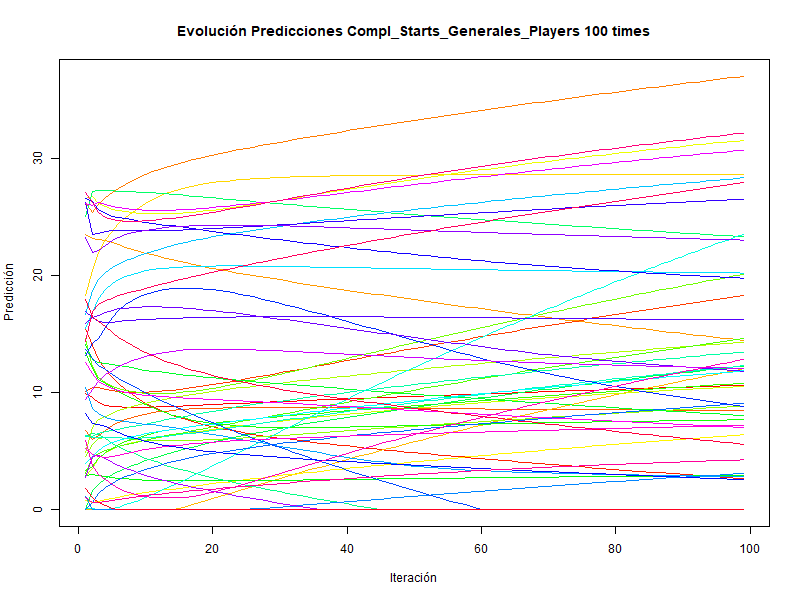 Evolución Predicciones Compl_Starts_Generales_Players 100 times
Predicción
30
20
10
0
0 20 40 60 80 100
Iteración